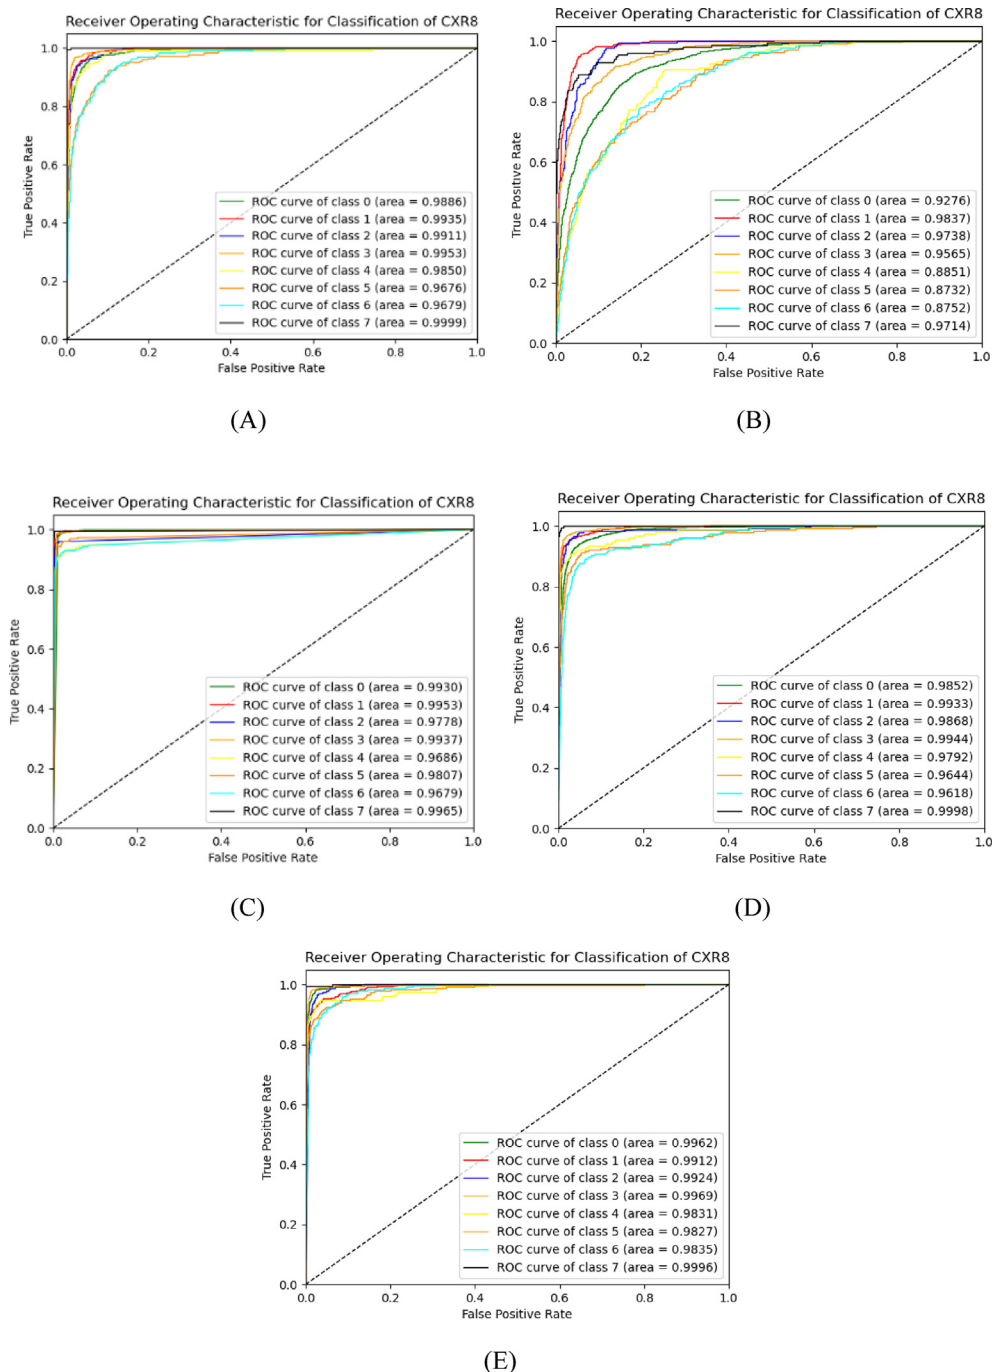 Receiver Operating Characteristic for Classification of CXR8
True Positive Rate
1.0
0.8
0.6
0.4
0.2
0.0
ROC curve of class 0 (area = 0.9886)
ROC curve of class 1 (area = 0.9935)
ROC curve of class 2 (area = 0.9911)
ROC curve of class 3 (area = 0.9953)
ROC curve of class 4 (area = 0.9850)
ROC curve of class 5 (area = 0.9676)
ROC curve of class 6 (area = 0.9679)
ROC curve of class 7 (area = 0.9999)
0.0 0.2 0.4 0.6 0.8 1.0
False Positive Rate
(A)
Receiver Operating Characteristic for Classification of CXR8
True Positive Rate
1.0
0.8
0.6
0.4
0.2
0.0
ROC curve of class 0 (area = 0.9276)
ROC curve of class 1 (area = 0.9837)
ROC curve of class 2 (area = 0.9738)
ROC curve of class 3 (area = 0.9565)
ROC curve of class 4 (area = 0.8851)
ROC curve of class 5 (area = 0.8732)
ROC curve of class 6 (area = 0.8752)
ROC curve of class 7 (area = 0.9714)
0.0 0.2 0.4 0.6 0.8 1.0
False Positive Rate
(B)
Receiver Operating Characteristic for Classification of CXR8
True Positive Rate
1.0
0.8
0.6
0.4
0.2
0.0
ROC curve of class 0 (area = 0.9930)
ROC curve of class 1 (area = 0.9953)
ROC curve of class 2 (area = 0.9778)
ROC curve of class 3 (area = 0.9937)
ROC curve of class 4 (area = 0.9686)
ROC curve of class 5 (area = 0.9807)
ROC curve of class 6 (area = 0.9679)
ROC curve of class 7 (area = 0.9965)
0.0 0.2 0.4 0.6 0.8 1.0
False Positive Rate
(C)
Receiver Operating Characteristic for Classification of CXR8
True Positive Rate
1.0
0.8
0.6
0.4
0.2
0.0
ROC curve of class 0 (area = 0.9852)
ROC curve of class 1 (area = 0.9933)
ROC curve of class 2 (area = 0.9868)
ROC curve of class 3 (area = 0.9944)
ROC curve of class 4 (area = 0.9792)
ROC curve of class 5 (area = 0.9644)
ROC curve of class 6 (area = 0.9618)
ROC curve of class 7 (area = 0.9998)
0.0 0.2 0.4 0.6 0.8 1.0
False Positive Rate
(D)
Receiver Operating Characteristic for Classification of CXR8
True Positive Rate
1.0
0.8
0.6
0.4
0.2
0.0
ROC curve of class 0 (area = 0.9962)
ROC curve of class 1 (area = 0.9912)
ROC curve of class 2 (area = 0.9924)
ROC curve of class 3 (area = 0.9969)
ROC curve of class 4 (area = 0.9831)
ROC curve of class 5 (area = 0.9827)
ROC curve of class 6 (area = 0.9835)
ROC curve of class 7 (area = 0.9996)
0.0 0.2 0.4 0.6 0.8 1.0
False Positive Rate
(E)